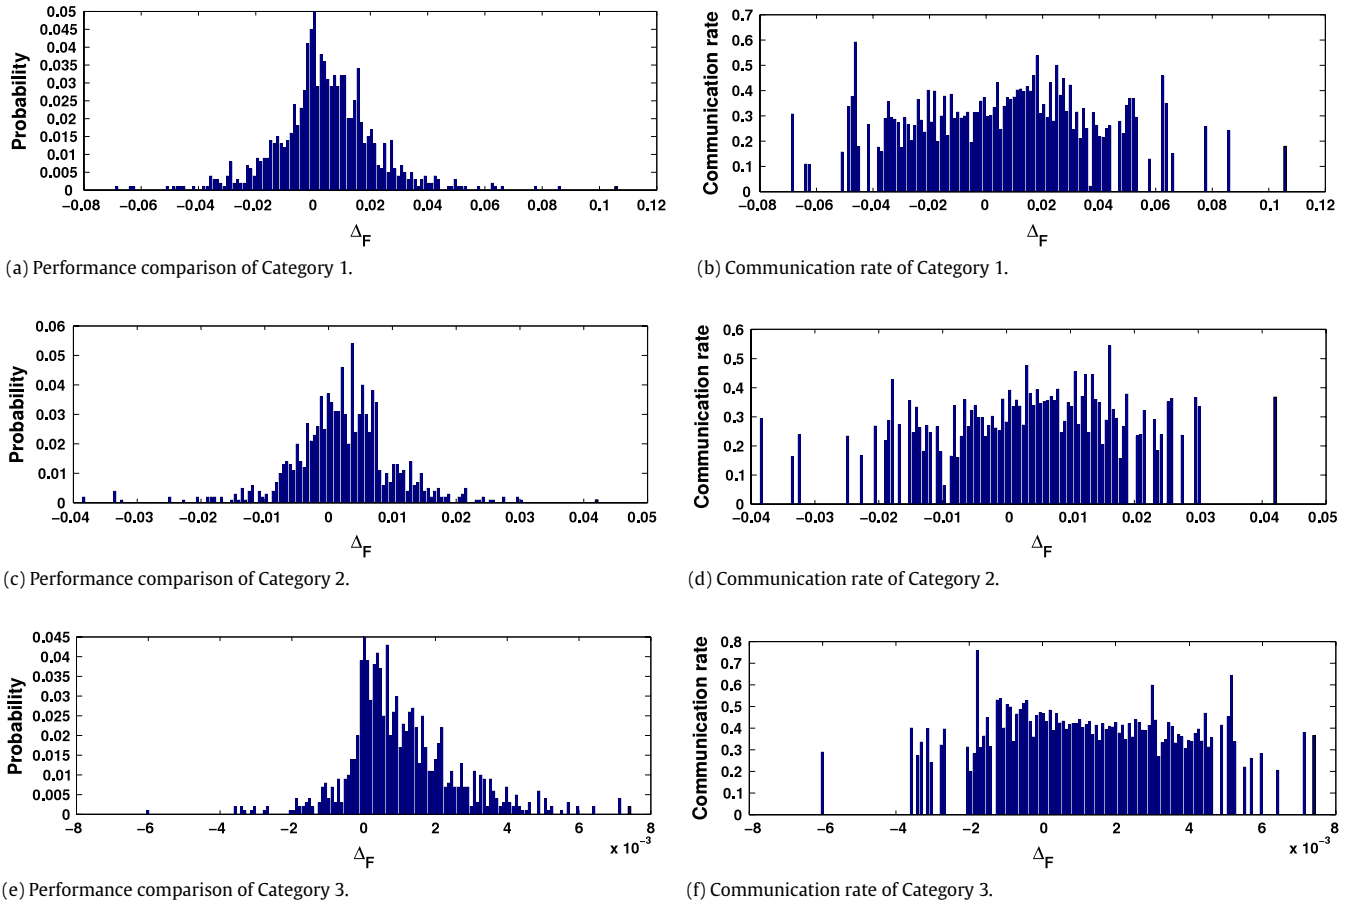 0.05
0.045
0.04
0.035
0.03
0.025
0.02
0.015
0.01
0.005
0
Probability
−0.08 −0.06 −0.04 −0.02 0 0.02 0.04 0.06 0.08 0.1 0.12
Δ_F
(a) Performance comparison of Category 1.
0.7
0.6
0.5
0.4
0.3
0.2
0.1
0
Communication rate
−0.08 −0.06 −0.04 −0.02 0 0.02 0.04 0.06 0.08 0.1 0.12
Δ_F
(b) Communication rate of Category 1.
0.06
0.05
0.04
0.03
0.02
0.01
0
Probability
−0.04 −0.03 −0.02 −0.01 0 0.01 0.02 0.03 0.04 0.05
Δ_F
(c) Performance comparison of Category 2.
0.6
0.5
0.4
0.3
0.2
0.1
0
Communication rate
−0.04 −0.03 −0.02 −0.01 0 0.01 0.02 0.03 0.04 0.05
Δ_F
(d) Communication rate of Category 2.
0.045
0.04
0.035
0.03
0.025
0.02
0.015
0.01
0.005
0
Probability
−8 −6 −4 −2 0 2 4 6 8
x 10⁻³
Δ_F
(e) Performance comparison of Category 3.
0.8
0.7
0.6
0.5
0.4
0.3
0.2
0.1
0
Communication rate
−8 −6 −4 −2 0 2 4 6 8
x 10⁻³
Δ_F
(f) Communication rate of Category 3.